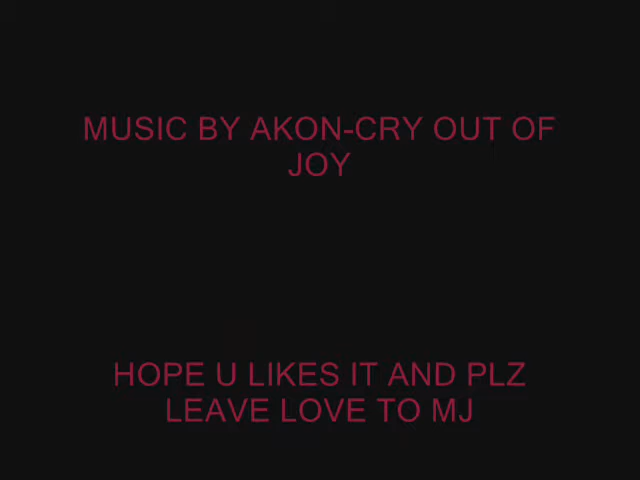 MUSIC BY AKON-CRY OUT OF
JOY
HOPE U LIKES IT AND PLZ
LEAVE LOVE TO MJ